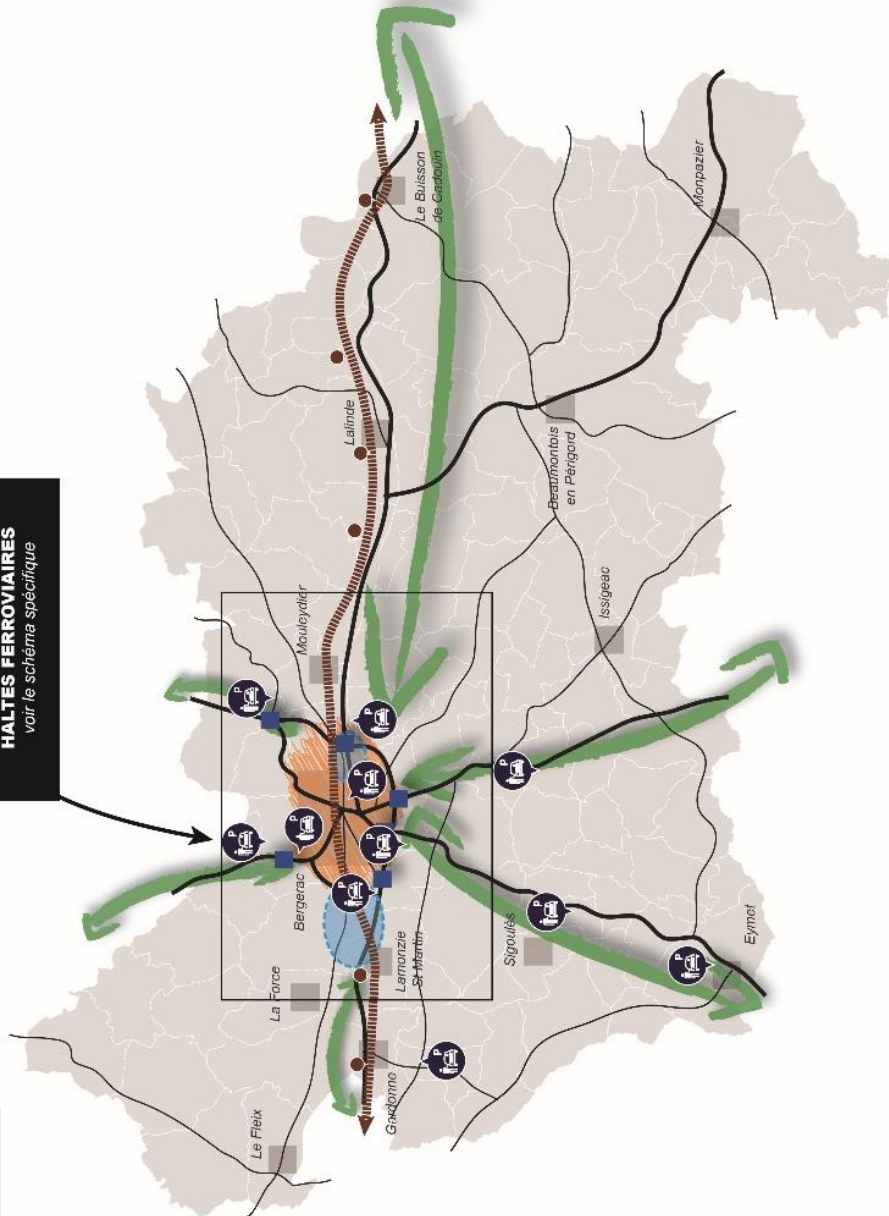 HALTES FERROVIAIRES
voir le schéma spécifique
P
P
Le Fleix
La Force
Bergerac
Mouleydier
P
Lalinde
P
P
P
P
Gardonne
Lamonzie
St Martin
Le Buisson
de Cadouin
P
Sigoulès
P
P
Beaumontois
en Périgord
Issigeac
P
Monpazier
Eymet